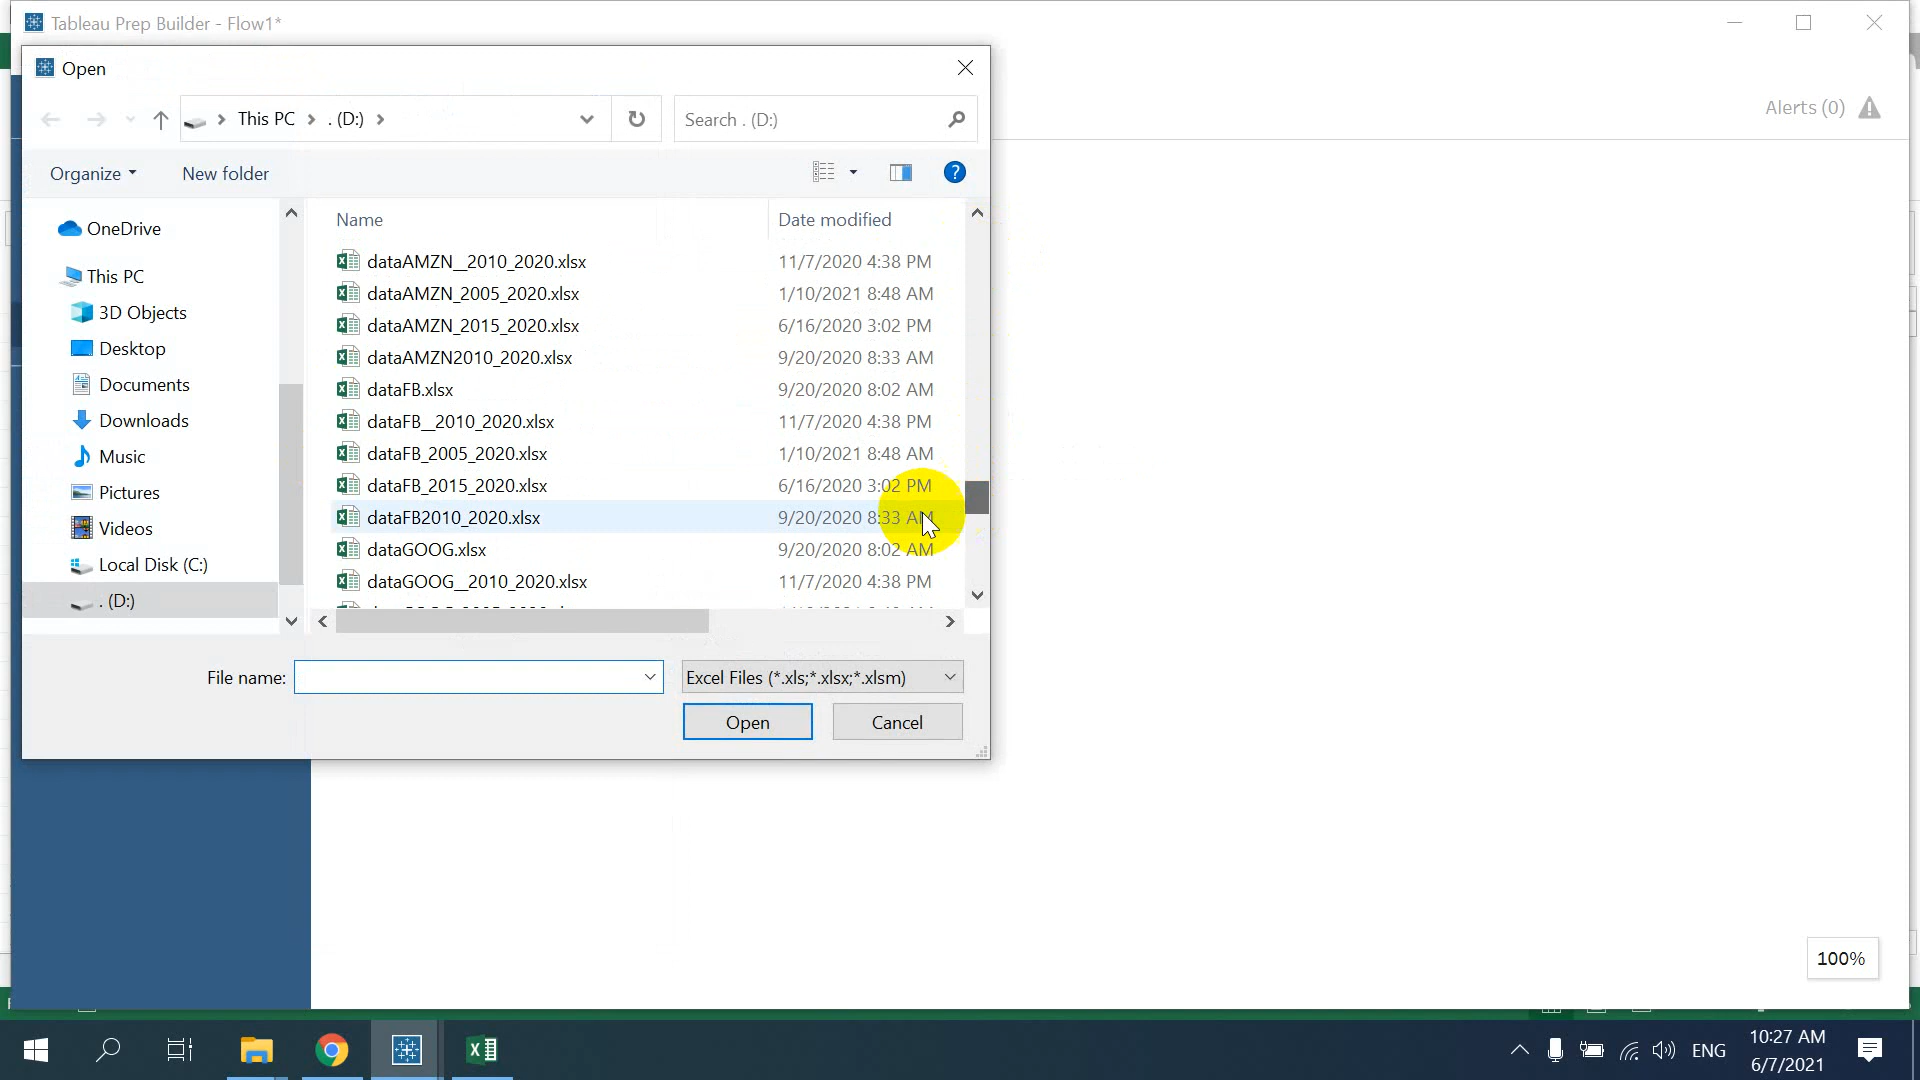 Tableau Prep Builder - Flow1*
Open
This PC . (D:)
Search . (D:)
Alerts (0)
Organize New folder
?
Name Date modified
OneDrive
This PC
3D Objects
Desktop
Documents
Downloads
Music
Pictures
Videos
Local Disk (C:)
. (D:)
dataAMZN__2010_2020.xlsx 11/7/2020 4:38 PM
dataAMZN_2005_2020.xlsx 1/10/2021 8:48 AM
dataAMZN_2015_2020.xlsx 6/16/2020 3:02 PM
dataAMZN2010_2020.xlsx 9/20/2020 8:33 AM
dataFB.xlsx 9/20/2020 8:02 AM
dataFB__2010_2020.xlsx 11/7/2020 4:38 PM
dataFB_2005_2020.xlsx 1/10/2021 8:48 AM
dataFB_2015_2020.xlsx 6/16/2020 3:02 PM
dataFB2010_2020.xlsx 9/20/2020 8:33 AM
dataGOOG.xlsx 9/20/2020 8:02 AM
dataGOOG__2010_2020.xlsx 11/7/2020 4:38 PM
File name:
Excel Files (*.xls;*.xlsx;*.xlsm)
Open Cancel
100%
ENG
10:27 AM
6/7/2021